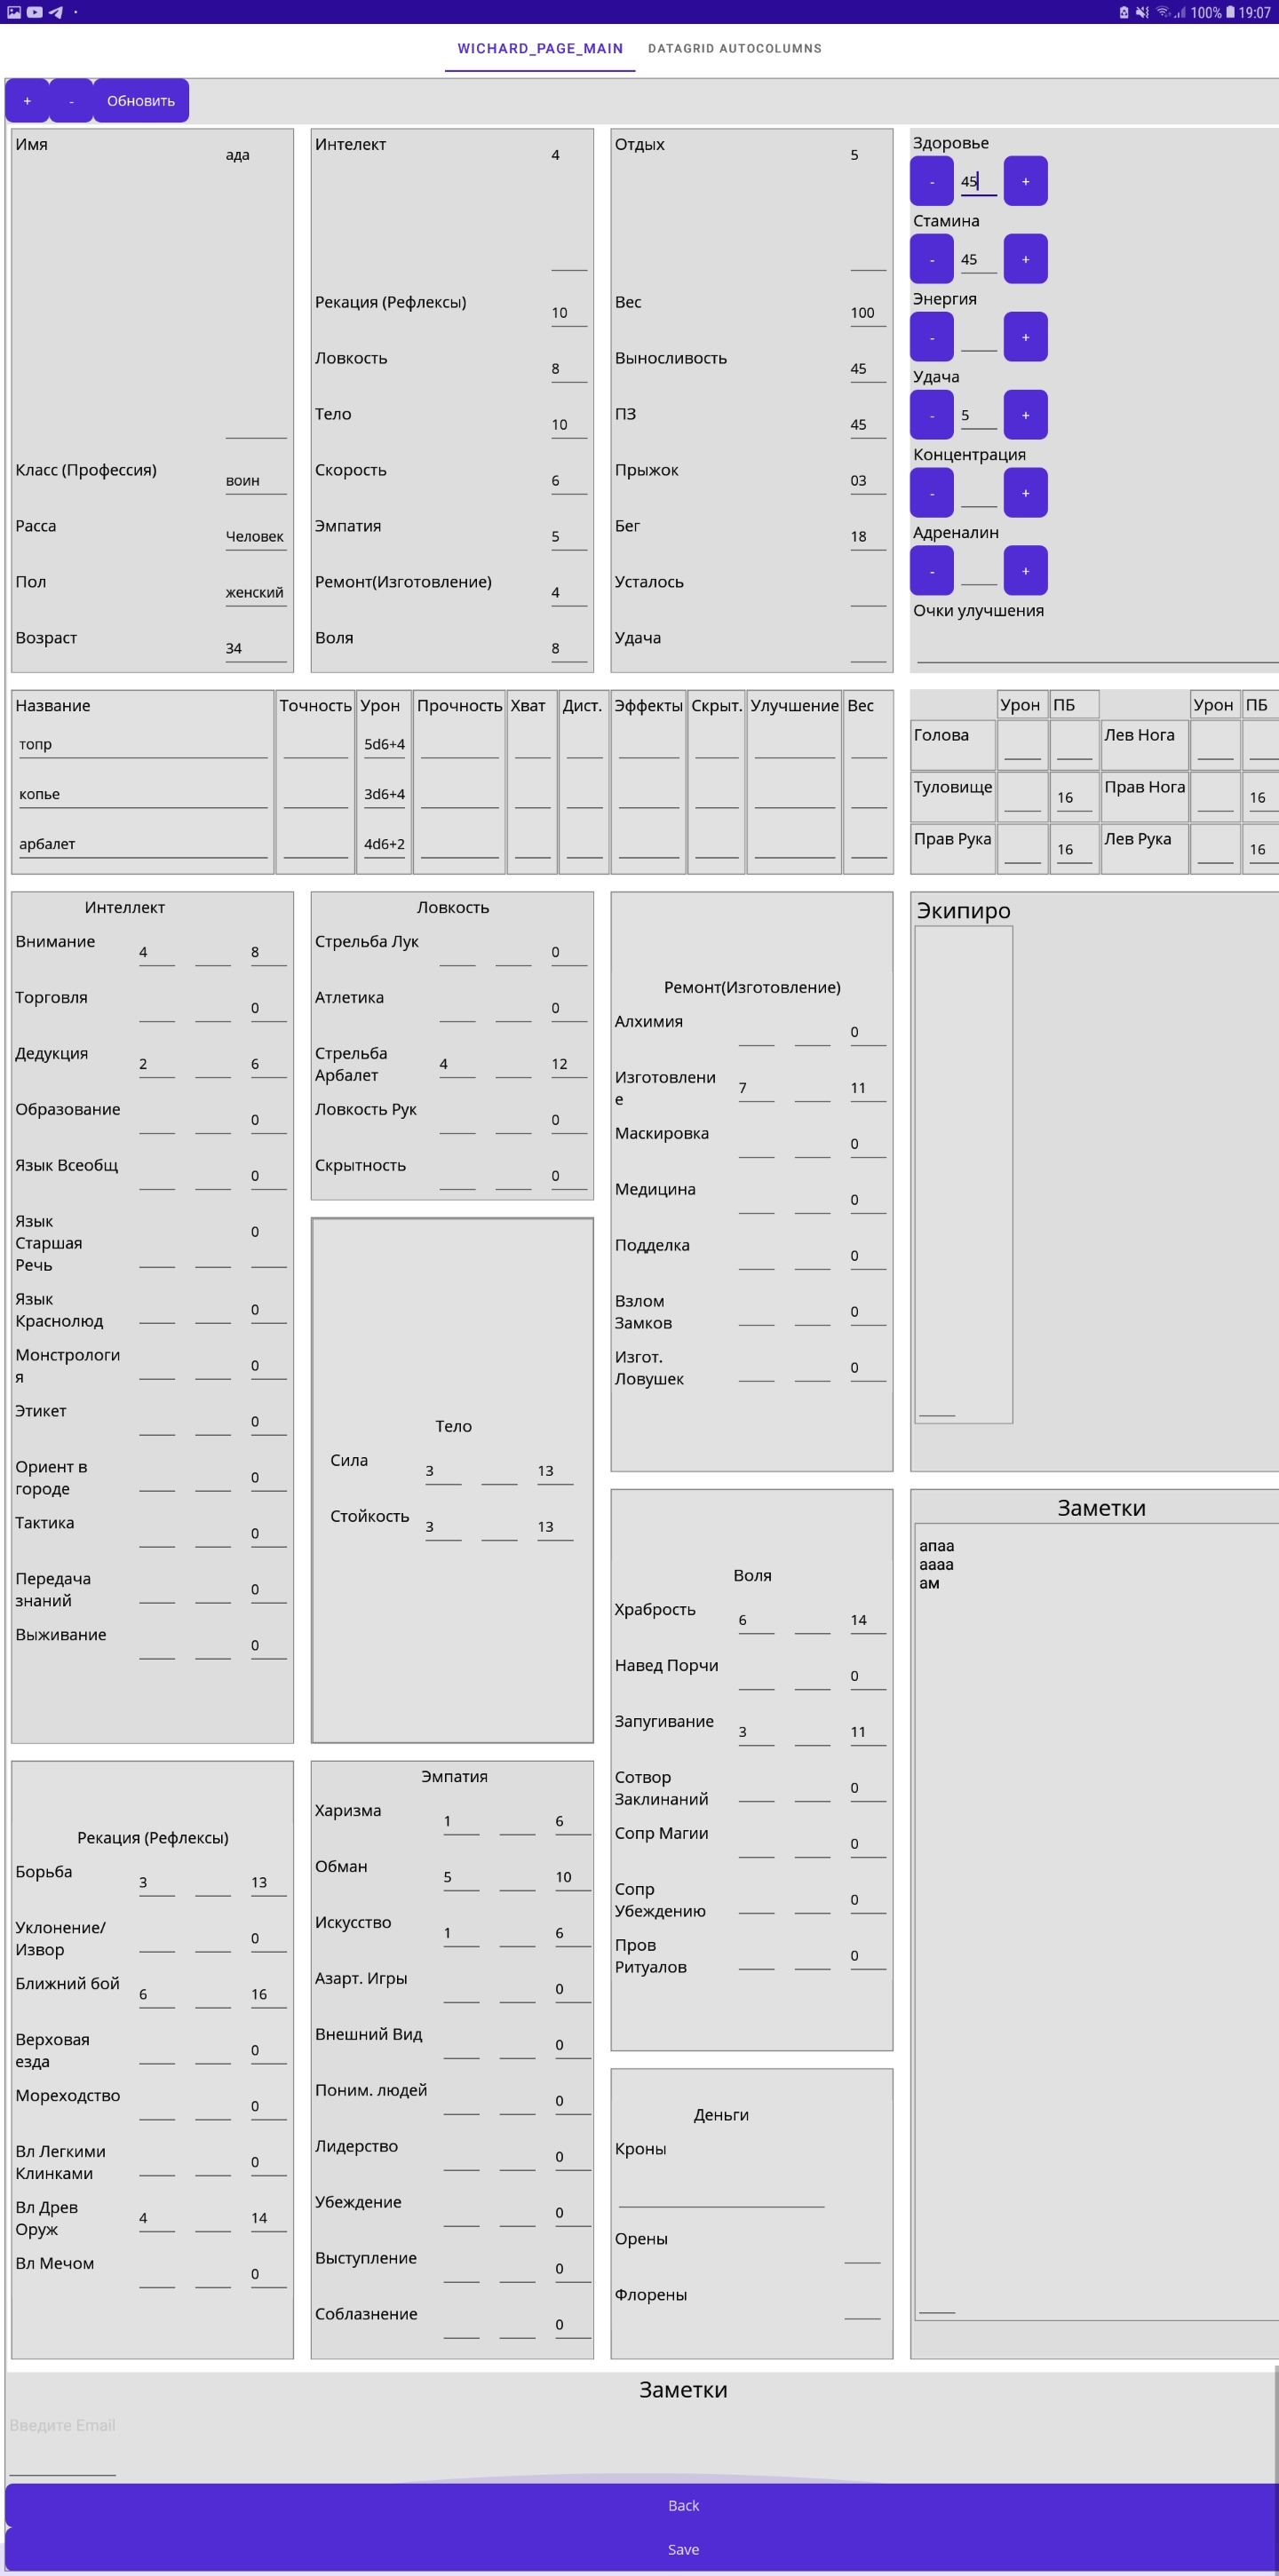 100% 19:07
WICHARD_PAGE_MAIN DATAGRID AUTOCOLUMNS
+ - Обновить
Имя ада
Класс (Профессия) воин
Расса Человек
Пол женский
Возраст 34
Интелект 4
Рекация (Рефлексы) 10
Ловкость 8
Тело 10
Скорость 6
Эмпатия 5
Ремонт(Изготовление) 4
Воля 8
Отдых 5
Вес 100
Выносливость 45
ПЗ 45
Прыжок 03
Бег 18
Усталось
Удача
Здоровье
- 45 +
Стамина
- 45 +
Энергия
- +
Удача
- 5 +
Концентрация
- +
Адреналин
- +
Очки улучшения
Название Точность Урон Прочность Хват Дист. Эффекты Скрыт. Улучшение Вес
топр 5d6+4
копье 3d6+4
арбалет 4d6+2
Урон ПБ Урон ПБ
Голова Лев Нога
Туловище 16 Прав Нога 16
Прав Рука 16 Лев Рука 16
Интеллект
Внимание 4 8
Торговля 0
Дедукция 2 6
Образование 0
Язык Всеобщ 0
Язык 0
Старшая
Речь
Язык 0
Краснолюд
Монстрологи 0
я
Этикет 0
Ориент в 0
городе
Тактика 0
Передача 0
знаний
Выживание 0
Рекация (Рефлексы)
Борьба 3 13
Уклонение/ 0
Извор
Ближний бой 6 16
Верховая 0
езда
Мореходство 0
Вл Легкими 0
Клинками
Вл Древ 4 14
Оруж
Вл Мечом 0
Ловкость
Стрельба Лук 0
Атлетика 0
Стрельба 4 12
Арбалет
Ловкость Рук 0
Скрытность 0
Тело
Сила 3 13
Стойкость 3 13
Эмпатия
Харизма 1 6
Обман 5 10
Искусство 1 6
Азарт. Игры 0
Внешний Вид 0
Поним. людей 0
Лидерство 0
Убеждение 0
Выступление 0
Соблазнение 0
Ремонт(Изготовление)
Алхимия 0
Изготовлени 7 11
е
Маскировка 0
Медицина 0
Подделка 0
Взлом 0
Замков
Изгот. 0
Ловушек
Воля
Храбрость 6 14
Навед Порчи 0
Запугивание 3 11
Сотвор 0
Заклинаний
Сопр Магии 0
Сопр 0
Убеждению
Пров 0
Ритуалов
Деньги
Кроны
Орены
Флорены
Экипиро
Заметки
апаа
аааа
ам
Заметки
Введите Email
Back
Save